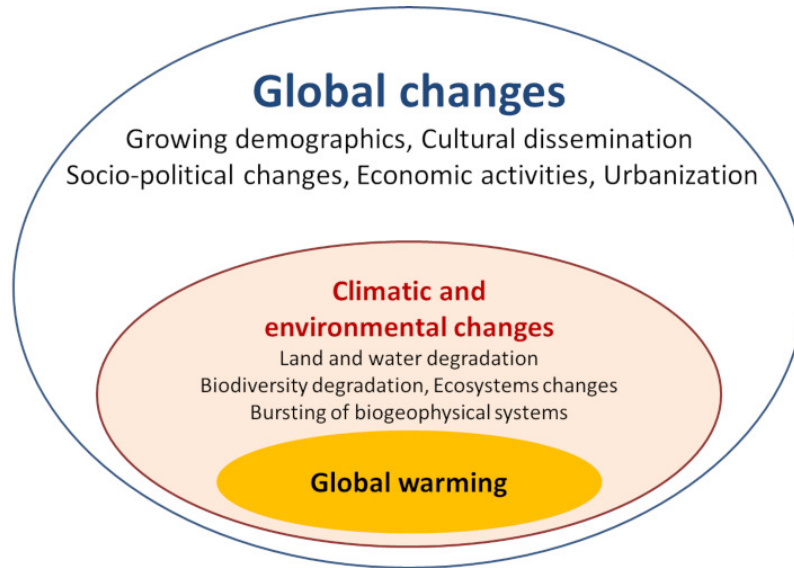 Global changes
Growing demographics, Cultural dissemination
Socio-political changes, Economic activities, Urbanization
Climatic and
environmental changes
Land and water degradation
Biodiversity degradation, Ecosystems changes
Bursting of biogeophysical systems
Global warming